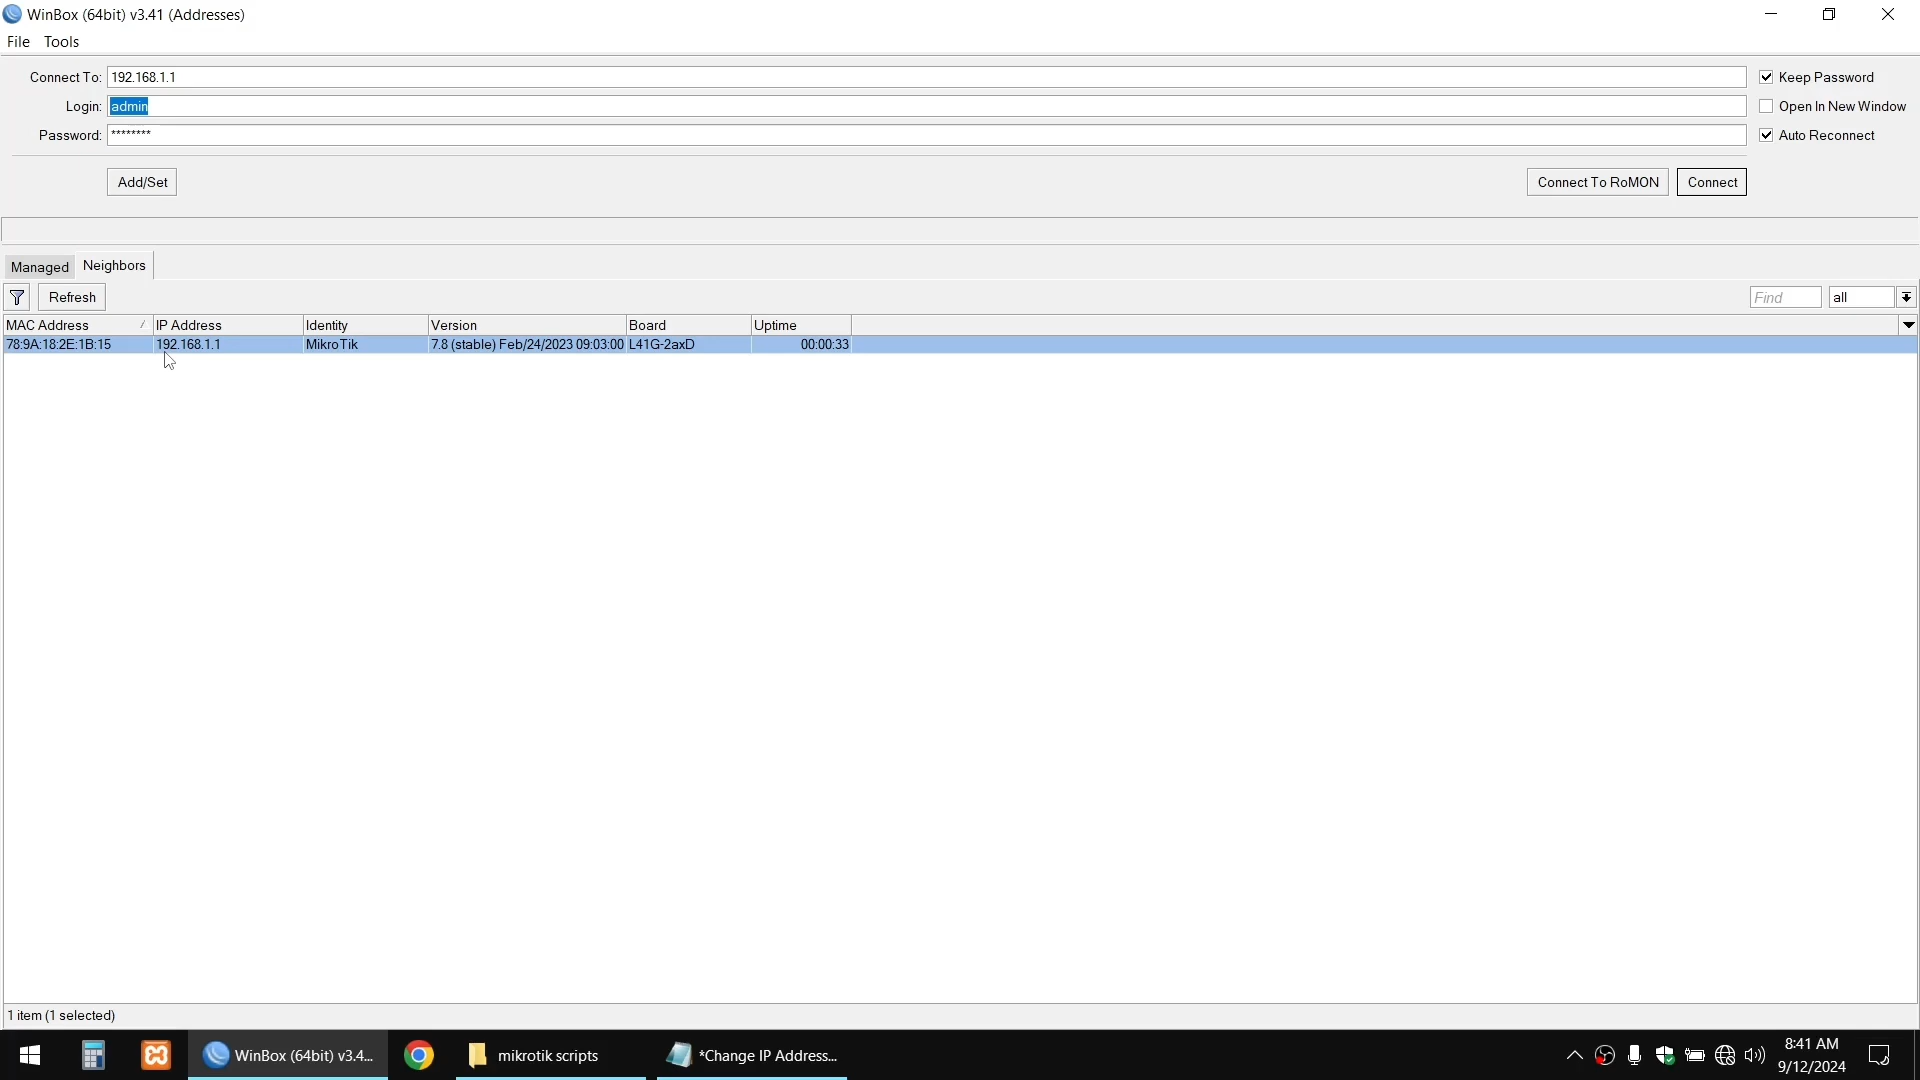 WinBox (64bit) v3.41 (Addresses)
File Tools
Connect To: 192.168.1.1
Keep Password
Login: admin
Open In New Window
Password: ********
Auto Reconnect
Add/Set
Connect To RoMON
Connect
Managed
Neighbors
Refresh
Find
all
MAC Address / IP Address Identity Version Board Uptime
78:9A:18:2E:1B:15 192.168.1.1 MikroTik 7.8 (stable) Feb/24/2023 09:03:00 L41G-2axD 00:00:33
1 item (1 selected)
WinBox (64bit) v3.4...
mikrotik scripts
*Change IP Address...
8:41 AM
9/12/2024